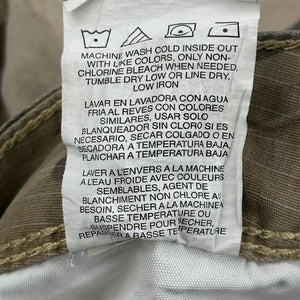 MACHINE WASH COLD INSIDE OUT
WITH LIKE COLORS, ONLY NON-
CHLORINE BLEACH WHEN NEEDED,
TUMBLE DRY LOW OR LINE DRY,
LOW IRON
LAVAR EN LAVADORA CON AGUA
FRIA AL REVES CON COLORES
SIMILARES, USAR SOLO
BLANQUEADOR SIN CLORO SI ES
NECESARIO, SECAR COLGADO O EN
SECADORA A TEMPERATURA BAJA,
PLANCHAR A TEMPERATURA BAJA
LAVER A L'ENVERS A LA MACHINE
A L'EAU FROIDE AVEC COULEURS
SEMBLABLES, AGENT DE
BLANCHIMENT NON CHLORE AU
BESOIN, SECHER A LA MACHINE A
BASSE TEMPERATURE OU
SUSPENDRE POUR SECHER,
REPASSER A BASSE TEMPERATURE